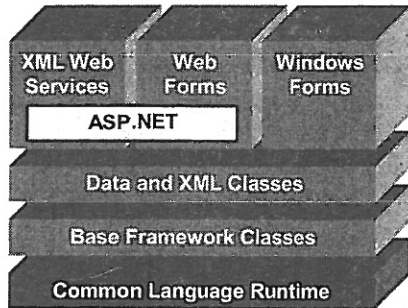 XML Web
Services
Web
Forms
Windows
Forms
ASP.NET
Data and XML Classes
Base Framework Classes
Common Language Runtime